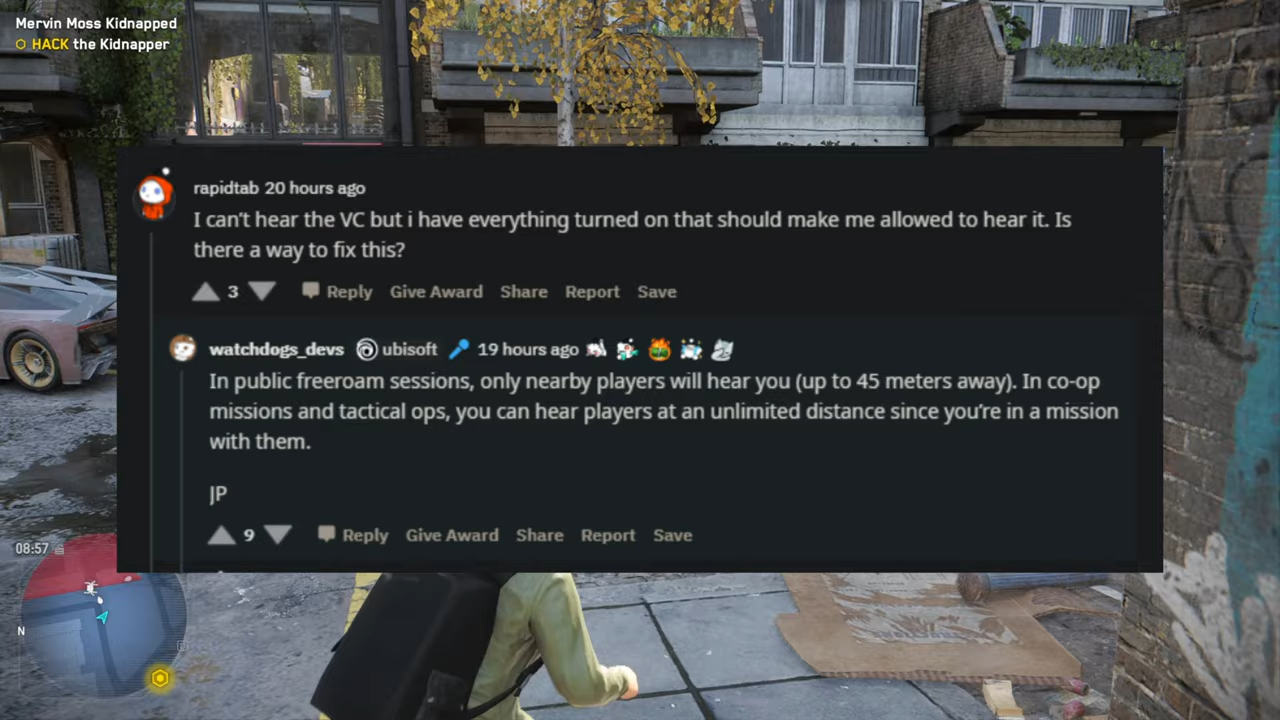 Mervin Moss Kidnapped
HACK the Kidnapper
rapidtab 20 hours ago
I can't hear the VC but i have everything turned on that should make me allowed to hear it. Is
there a way to fix this?
3 Reply Give Award Share Report Save
watchdogs_devs ubisoft 19 hours ago
In public freeroam sessions, only nearby players will hear you (up to 45 meters away). In co-op
missions and tactical ops, you can hear players at an unlimited distance since you're in a mission
with them.
JP
9 Reply Give Award Share Report Save
08:57
N